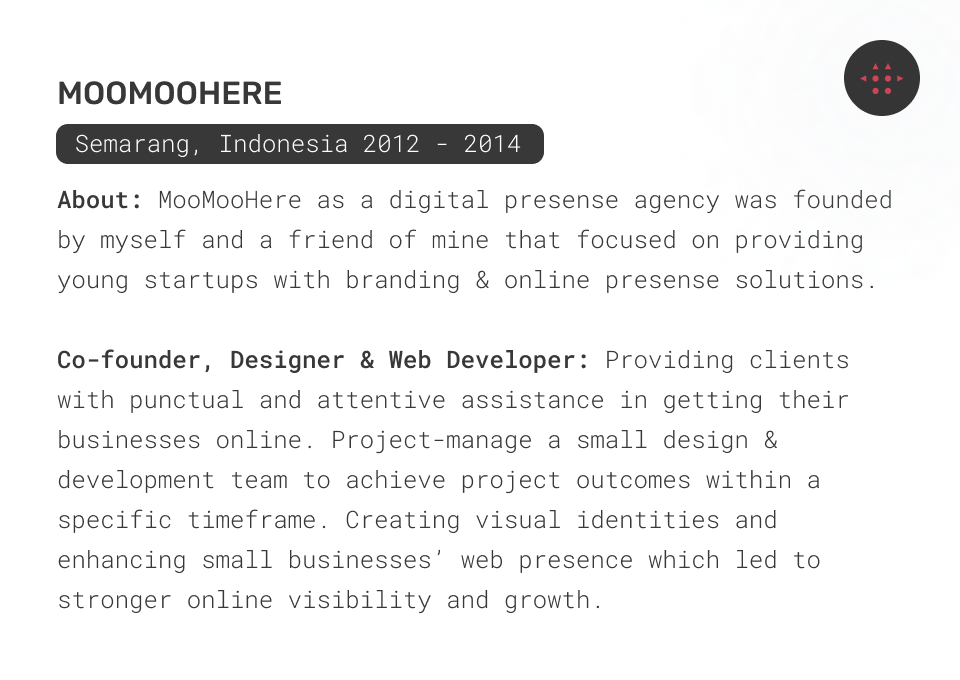 MOOMOOHERE
Semarang, Indonesia 2012 - 2014
About: MooMooHere as a digital presense agency was founded
by myself and a friend of mine that focused on providing
young startups with branding & online presense solutions.
Co-founder, Designer & Web Developer: Providing clients
with punctual and attentive assistance in getting their
businesses online. Project-manage a small design &
development team to achieve project outcomes within a
specific timeframe. Creating visual identities and
enhancing small businesses’ web presence which led to
stronger online visibility and growth.